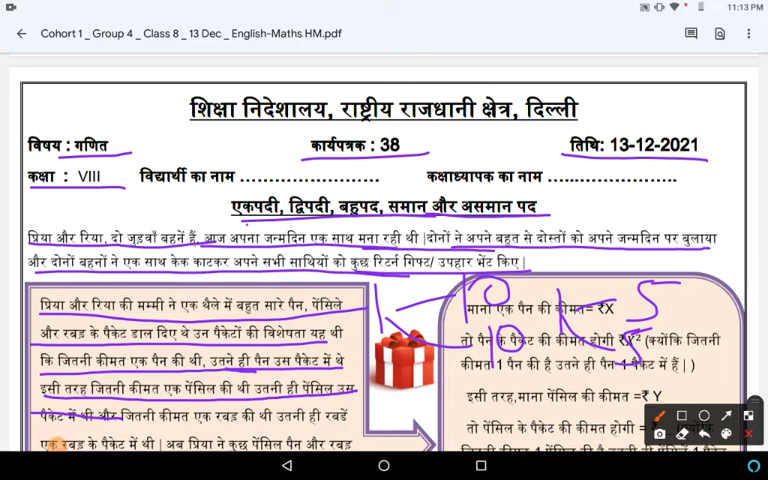 11:13 PM
Cohort 1 _ Group 4 _ Class 8 _ 13 Dec _ English-Maths HM.pdf
शिक्षा निदेशालय, राष्ट्रीय राजधानी क्षेत्र, दिल्ली
विषय: गणित कार्यपत्रक : 38 तिथि: 13-12-2021
कक्षा: VIII विद्यार्थी का नाम ................................ कक्षाध्यापक का नाम ..............................
एकपदी, द्विपदी, बहुपद, समान और असमान पद
प्रिया और रिया, दो जुड़वाँ बहनें हैं, आज अपना जन्मदिन एक साथ मना रही थी |दोनों ने अपने बहुत से दोस्तों को अपने जन्मदिन पर बुलाया
और दोनों बहनों ने एक साथ केक काटकर अपने सभी साथियों को कुछ रिटर्न गिफ्ट/ उपहार भेंट किए |
प्रिया और रिया की मम्मी ने एक थैले में बहुत सारे पैन, पेंसिले
और रबड़ के पैकेट डाल दिए थे उन पैकेटों की विशेषता यह थी
कि जितनी कीमत एक पैन की थी, उतने ही पैन उस पैकेट में थे
इसी तरह जितनी कीमत एक पेंसिल की थी उतनी ही पेंसिल उस
पैकेट में थी और जितनी कीमत एक रबड़ की थी उतनी ही रबडें
एक रबड़ के पैकेट में थी | अब प्रिया ने कुछ पेंसिल पैन और रबड़
10
10
5
5
माना एक पैन की कीमत= ₹X
तो पैन के पैकेट की कीमत होगी (क्योंकि जितनी
कीमत 1 पैन की है उतने ही पैन 1 पैकेट में हैं | )
इसी तरह,माना पेंसिल की कीमत =₹ Y
तो पेंसिल के पैकेट की कीमत होगी =